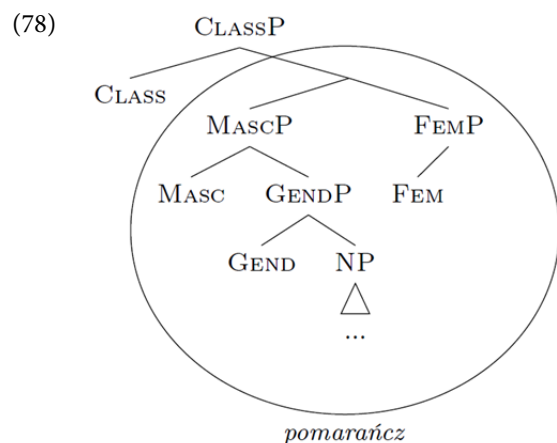 (78)
CLASSP
CLASS
MASCP FEMP
MASC GENDP FEM
GEND NP
...
pomarańcz